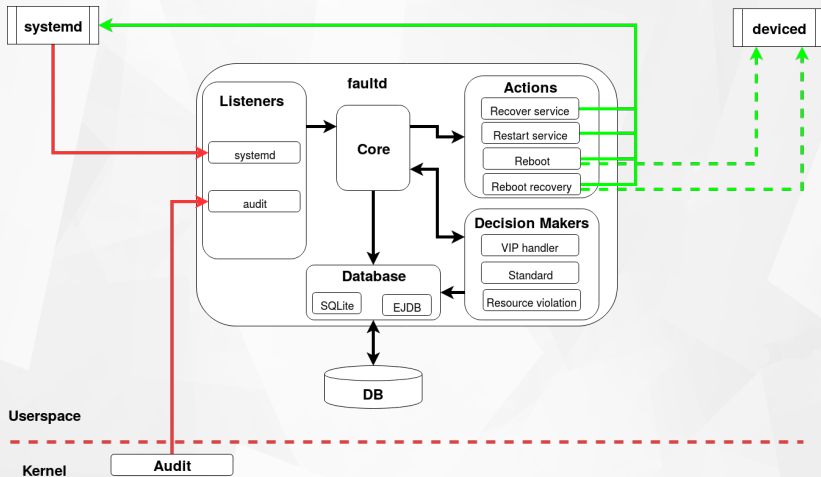 systemd
deviced
faultd
Listeners
systemd
audit
Core
Actions
Recover service
Restart service
Reboot
Reboot recovery
Decision Makers
VIP handler
Standard
Resource violation
Database
SQLite
EJDB
DB
Userspace
Kernel
Audit